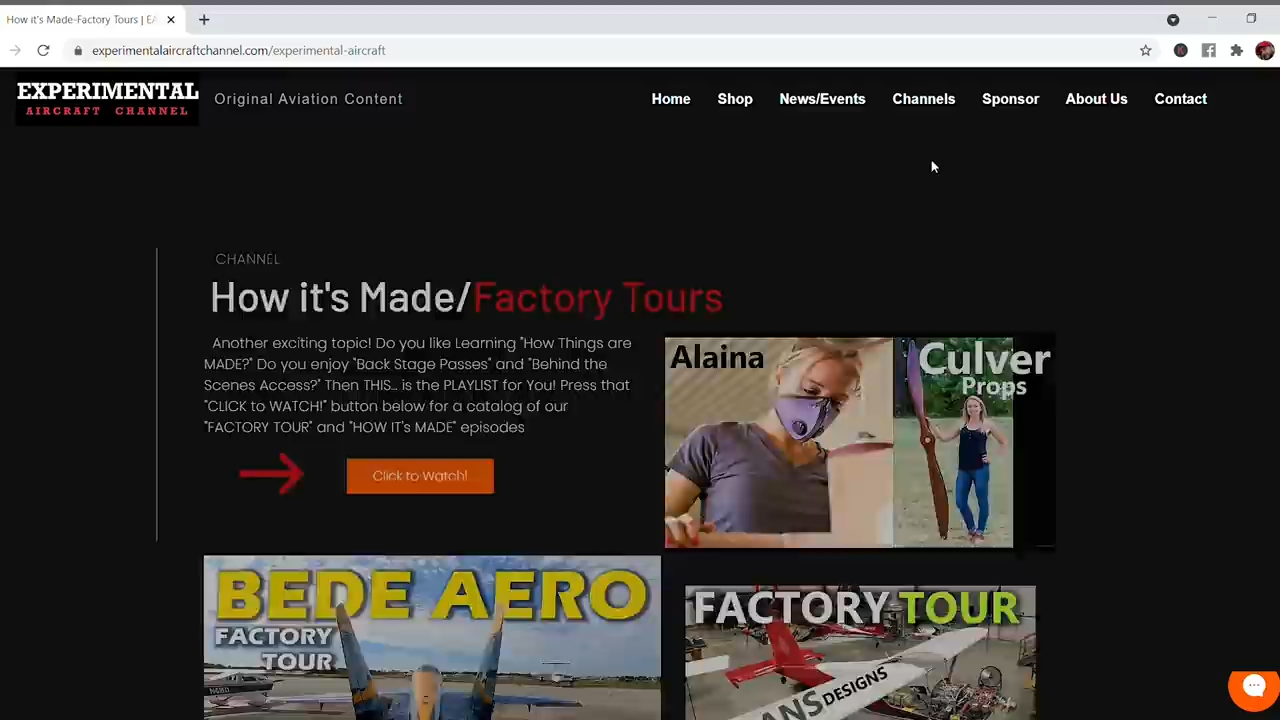 How it's Made-Factory Tours | EA
experimentalaircraftchannel.com/experimental-aircraft
EXPERIMENTAL
AIRCRAFT CHANNEL
Original Aviation Content
Home Shop News/Events Channels Sponsor About Us Contact
CHANNEL
How it's Made/Factory Tours
Another exciting topic! Do you like Learning "How Things are
MADE?" Do you enjoy "Back Stage Passes" and "Behind the
Scenes Access?" Then THIS... is the PLAYLIST for You! Press that
"CLICK to WATCH!" button below for a catalog of our
"FACTORY TOUR" and "HOW IT's MADE" episodes
Click to Watch!
Alaina
Culver
Props
BEDE AERO
FACTORY
TOUR
FACTORY TOUR
ANS DESIGNS